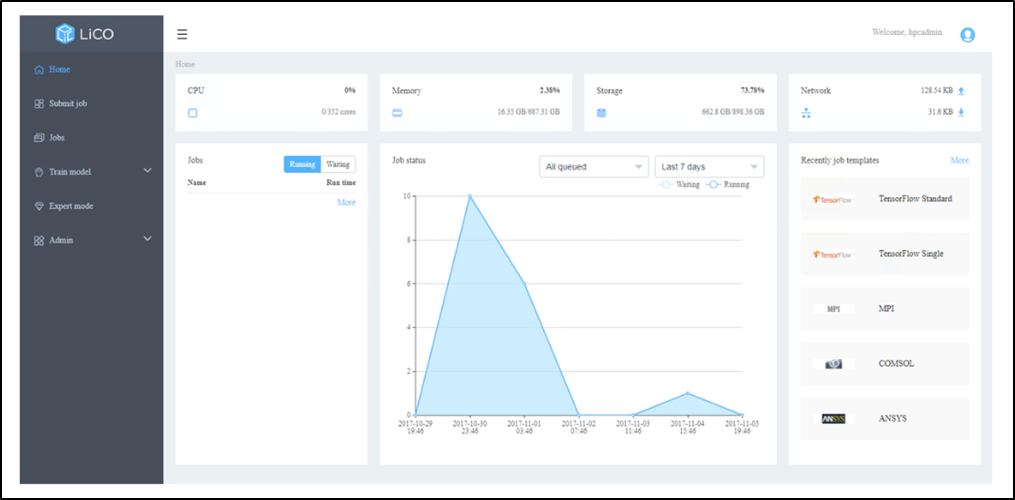 LiCO
Welcome, hpcadmin
Home
Submit job
Jobs
Train model
Expert mode
Admin
Home
CPU 0%
0/352 cores
Memory 2.38%
16.35 GB/687.31 GB
Storage 73.78%
662.8 GB/898.36 GB
Network 128.54 KB
31.6 KB
Jobs Running Waiting
Name Run time
More
Job status All queued Last 7 days
Waiting Running
10
8
6
4
2
0
2017-10-29 2017-10-30 2017-11-01 2017-11-02 2017-11-03 2017-11-04 2017-11-05
19:46 23:46 03:46 07:46 11:46 15:46 19:46
Recently job templates More
TensorFlow TensorFlow Standard
TensorFlow TensorFlow Single
MPI MPI
COMSOL
ANSYS ANSYS